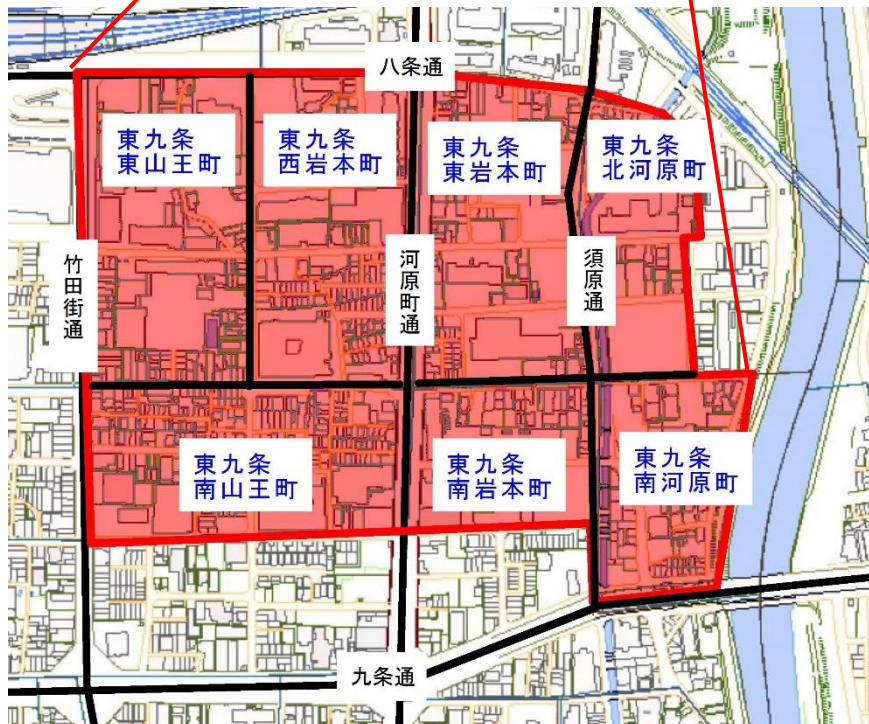 八条通
東九条
東山王町
東九条
西岩本町
東九条
東岩本町
東九条
北河原町
竹田街通
河原町通
須原通
東九条
南山王町
東九条
南岩本町
東九条
南河原町
九条通